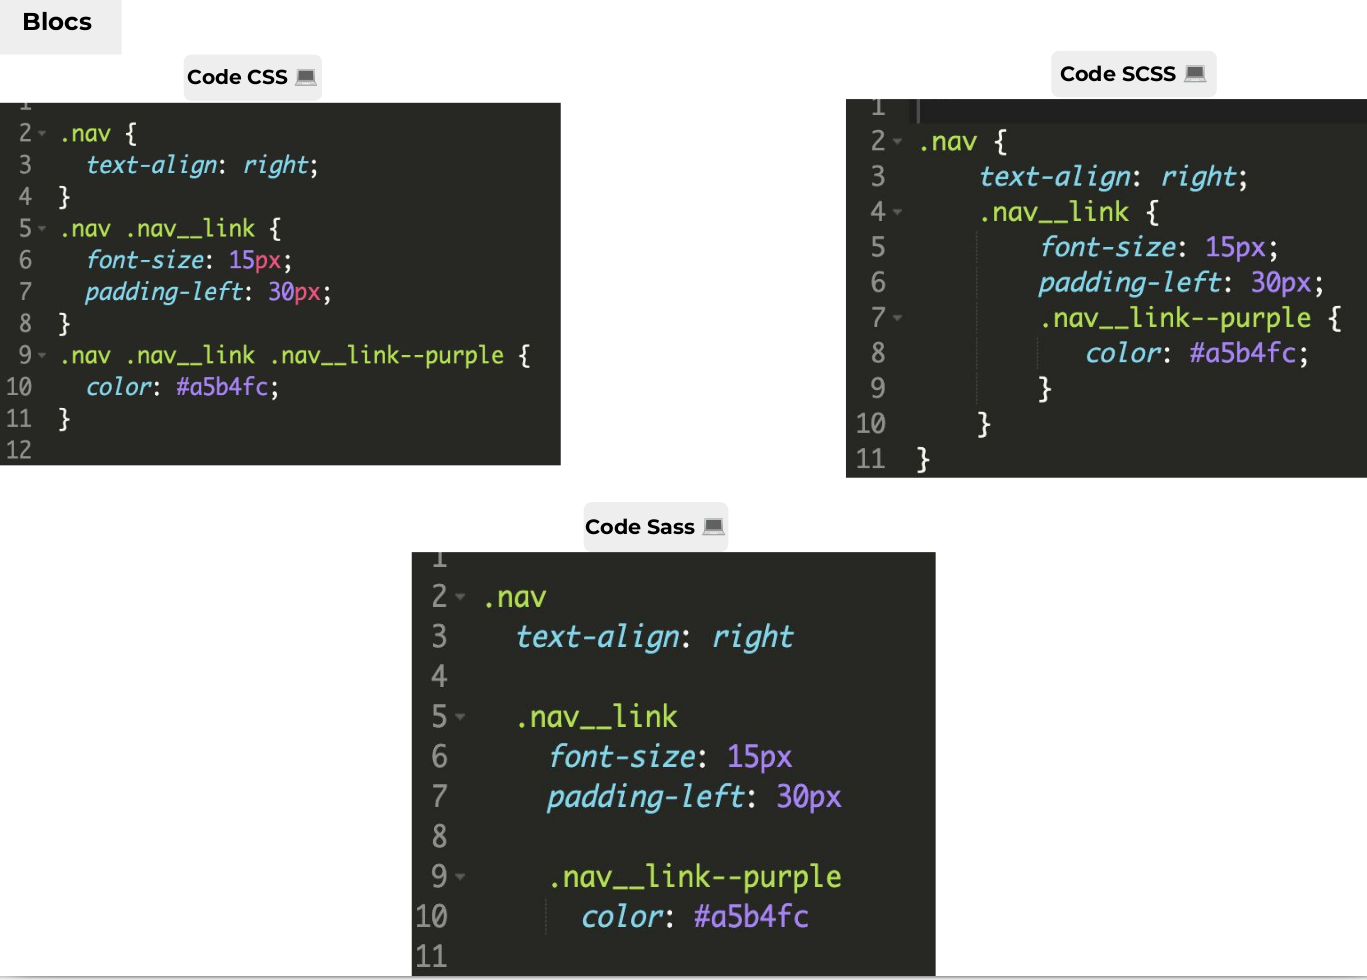 Blocs
Code CSS 💻
1
2 .nav {
3   text-align: right;
4 }
5 .nav .nav__link {
6   font-size: 15px;
7   padding-left: 30px;
8 }
9 .nav .nav__link .nav__link--purple {
10   color: #a5b4fc;
11 }
12
Code SCSS 💻
1
2 .nav {
3     text-align: right;
4     .nav__link {
5         font-size: 15px;
6         padding-left: 30px;
7         .nav__link--purple {
8             color: #a5b4fc;
9         }
10     }
11 }
Code Sass 💻
1
2 .nav
3   text-align: right
4
5   .nav__link
6     font-size: 15px
7     padding-left: 30px
8
9     .nav__link--purple
10       color: #a5b4fc
11